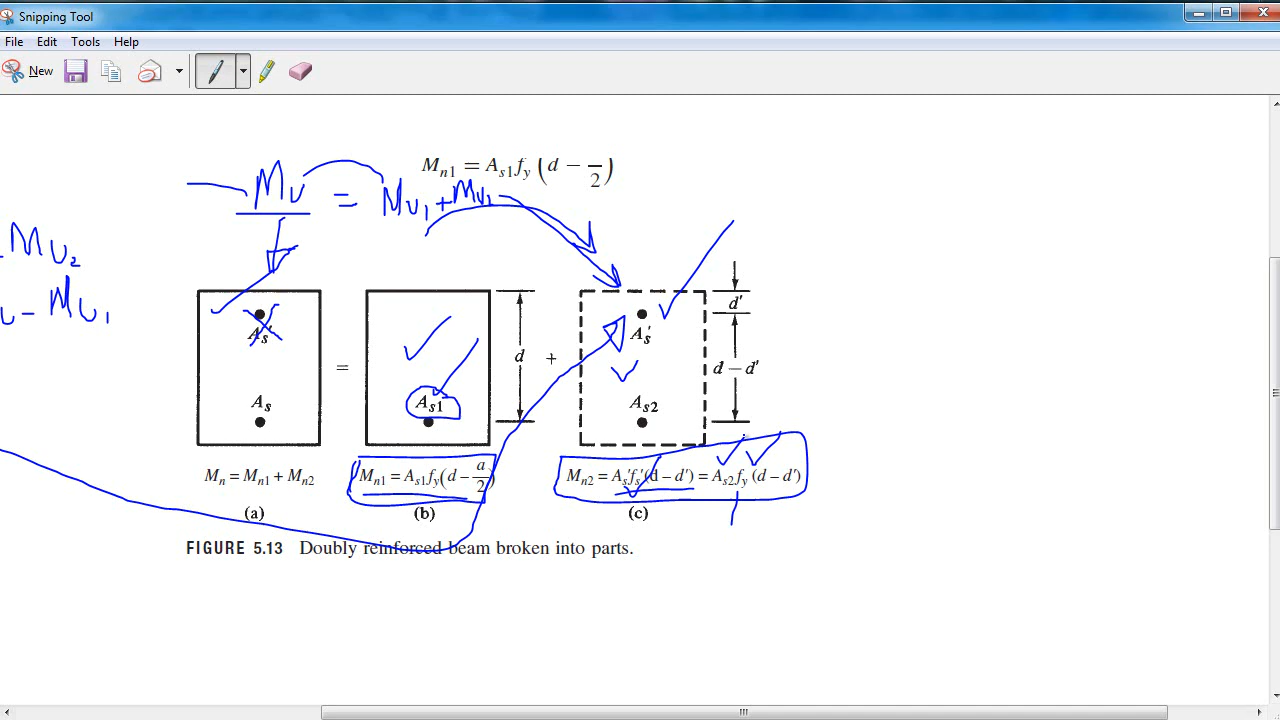 Snipping Tool
File Edit Tools Help
New
Mn1 = As1fy (d − /2)
Mu = Mu1 + Mu2
Mu2
u − Mu1
d'
As' As'
= d + d − d'
As As1 As2
Mn = Mn1 + Mn2 Mn1 = As1fy(d − a/2) Mn2 = As'fs'(d − d') = As2fy (d − d')
(a) (b) (c)
FIGURE 5.13 Doubly reinforced beam broken into parts.